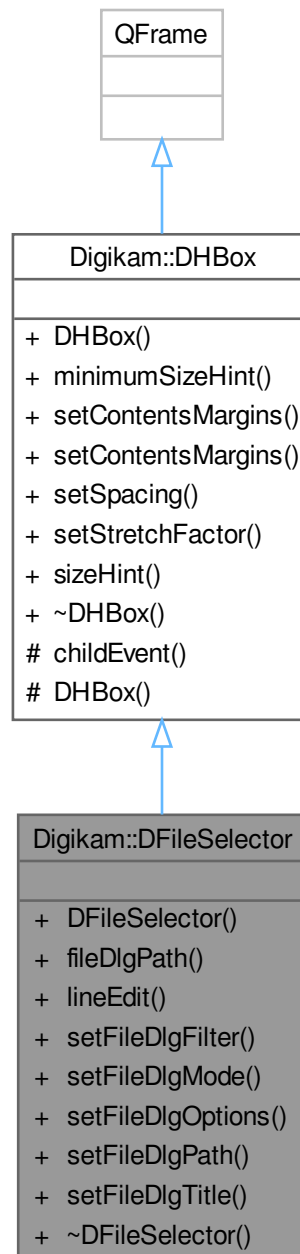 QFrame
Digikam::DHBox
+ DHBox()
+ minimumSizeHint()
+ setContentsMargins()
+ setContentsMargins()
+ setSpacing()
+ setStretchFactor()
+ sizeHint()
+ ~DHBox()
# childEvent()
# DHBox()
Digikam::DFileSelector
+ DFileSelector()
+ fileDlgPath()
+ lineEdit()
+ setFileDlgFilter()
+ setFileDlgMode()
+ setFileDlgOptions()
+ setFileDlgPath()
+ setFileDlgTitle()
+ ~DFileSelector()